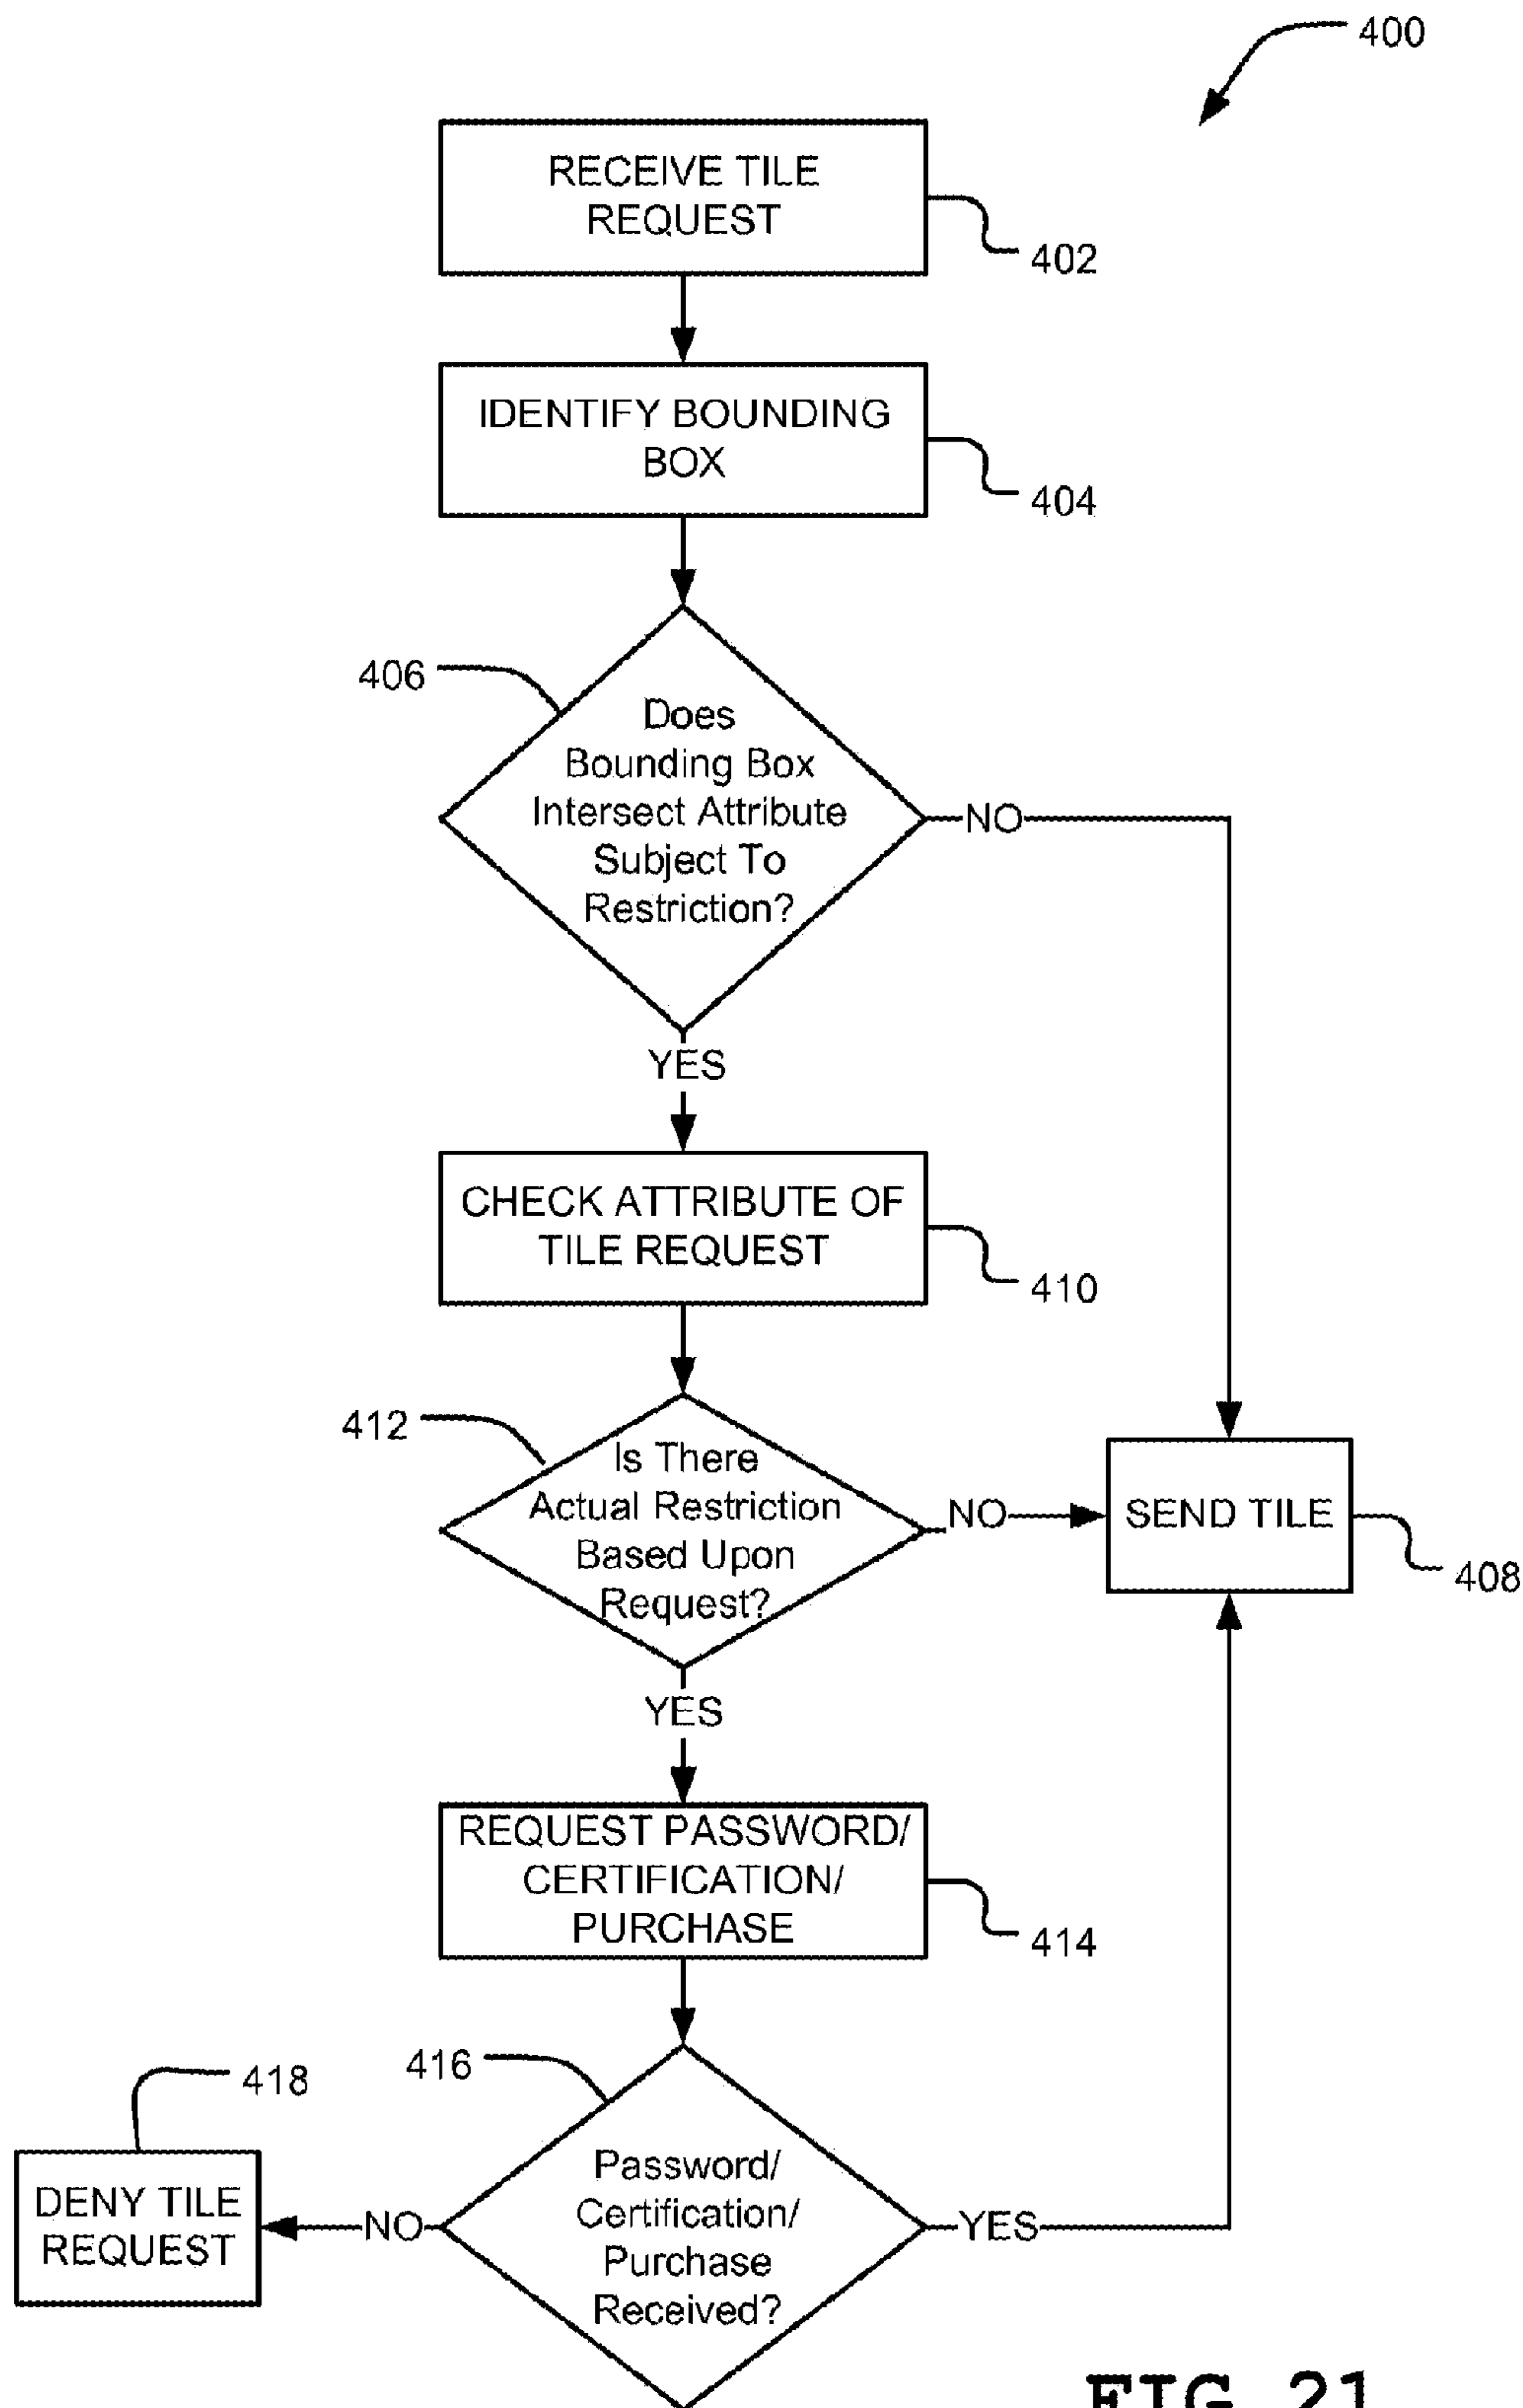 400
RECEIVE TILE
REQUEST
402
IDENTIFY BOUNDING
BOX
404
406
Does
Bounding Box
Intersect Attribute
Subject To
Restriction?
NO
YES
CHECK ATTRIBUTE OF
TILE REQUEST
410
412
Is There
Actual Restriction
Based Upon
Request?
NO
SEND TILE
408
YES
REQUEST PASSWORD/
CERTIFICATION/
PURCHASE
414
416
418
Password/
Certification/
Purchase
Received?
DENY TILE
REQUEST
NO
YES
FIG. 21